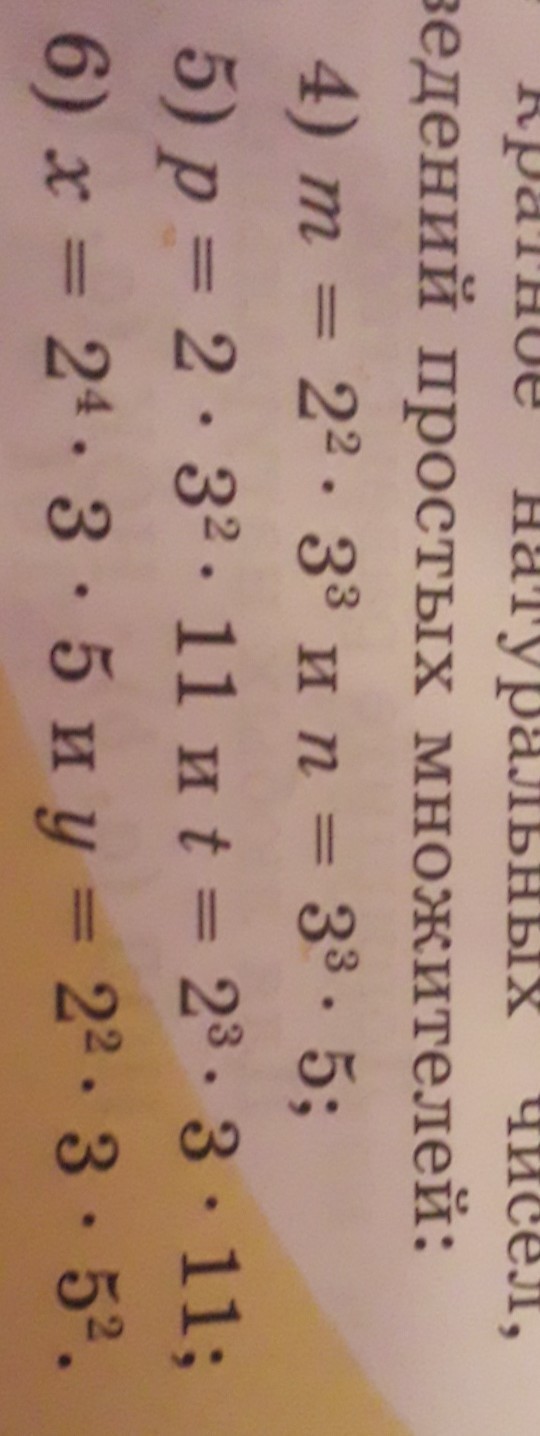 кратное натуральных чисел,
ведений простых множителей:
4) m = 2² · 3³ и n = 3³ · 5;
5) p = 2 · 3² · 11 и t = 2³ · 3 · 11;
6) x = 2⁴ · 3 · 5 и y = 2² · 3 · 5².